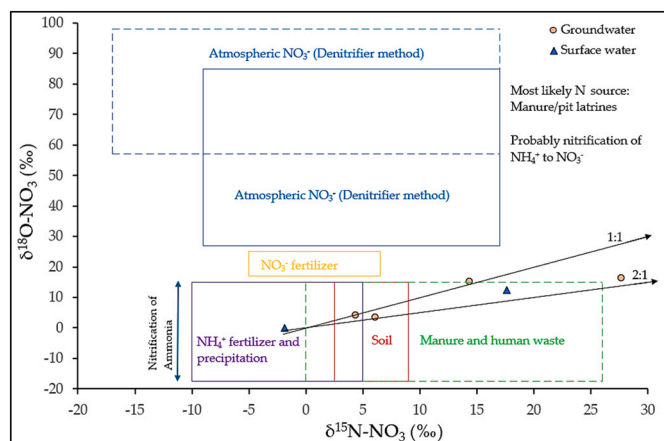 100
90
80
70
60
50
40
30
20
10
0
-10
-20
δ¹⁸O-NO₃ (‰)
-20
-15
-10
-5
0
5
10
15
20
25
30
δ¹⁵N-NO₃ (‰)
Groundwater
Surface water
Atmospheric NO₃⁻ (Denitrifier method)
Most likely N source:
Manure/pit latrines
Probably nitrification of
NH₄⁺ to NO₃⁻
Atmospheric NO₃⁻ (Denitrifier method)
1:1
NO₃⁻ fertilizer
2:1
Nitrification of
Ammonia
NH₄⁺ fertilizer and
precipitation
Soil
Manure and human waste